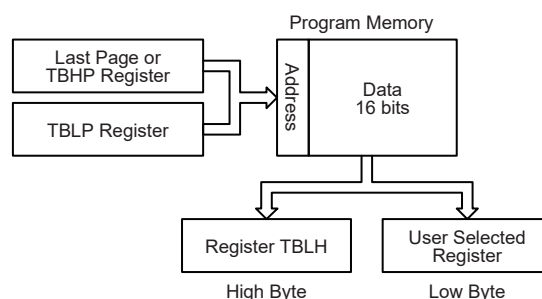 Program Memory
Last Page or
TBHP Register
TBLP Register
Address
Data
16 bits
Register TBLH
User Selected
Register
High Byte
Low Byte